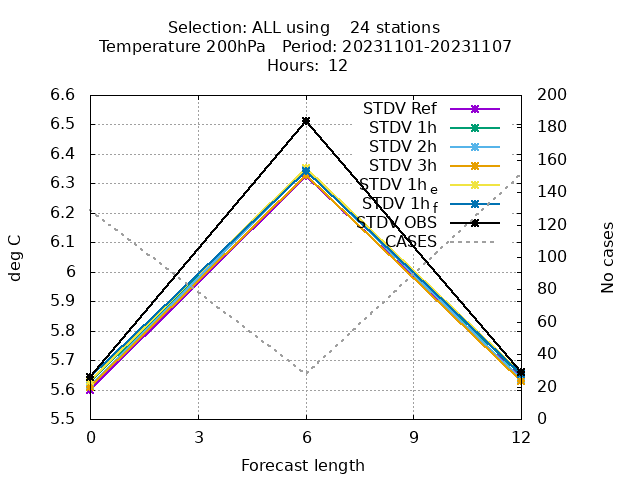 Selection: ALL using    24 stations
Temperature 200hPa   Period: 20231101-20231107
Hours:  12
6.6
6.5
6.4
6.3
6.2
6.1
6
5.9
5.8
5.7
5.6
5.5
deg C
200
180
160
140
120
100
80
60
40
20
0
No cases
STDV Ref
STDV 1h
STDV 2h
STDV 3h
STDV 1h e
STDV 1h f
STDV OBS
CASES
0 3 6 9 12
Forecast length